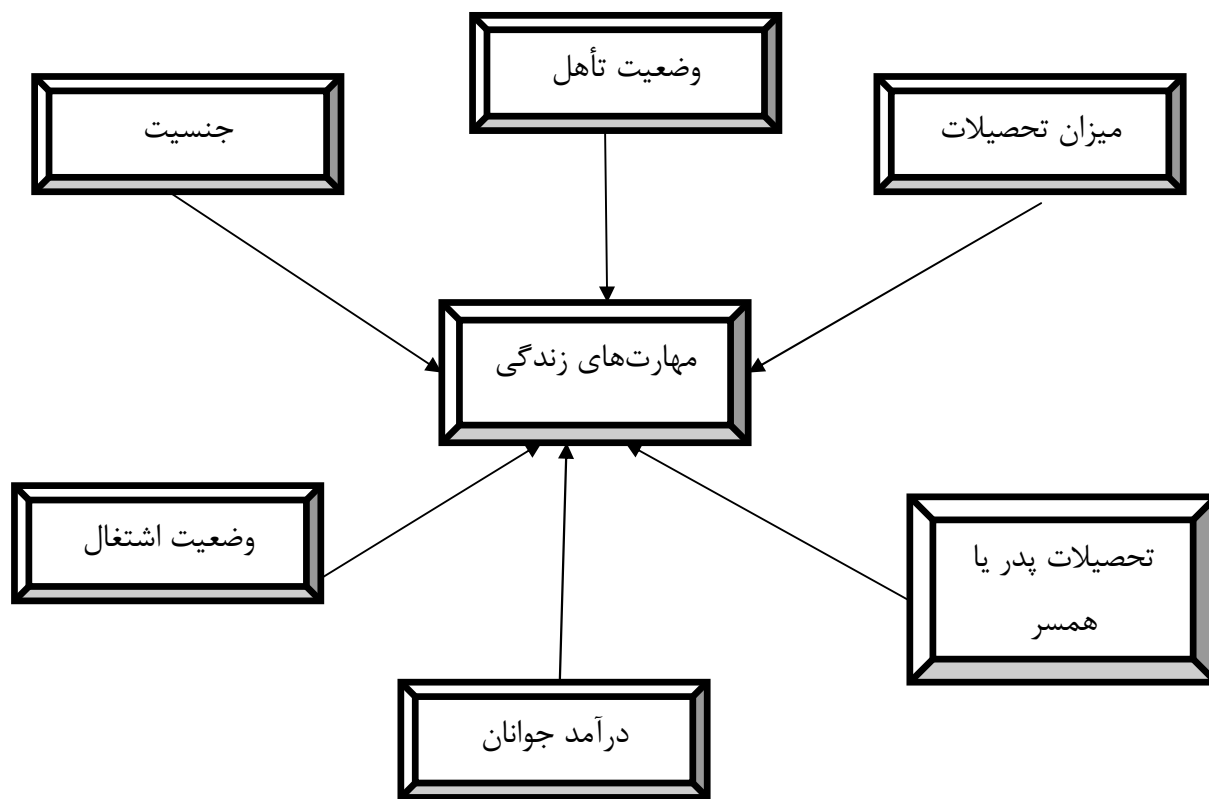 وضعیت تأهل
میزان تحصیلات
جنسیت
مهارت‌های زندگی
تحصیلات پدر یا
همسر
وضعیت اشتغال
درآمد جوانان